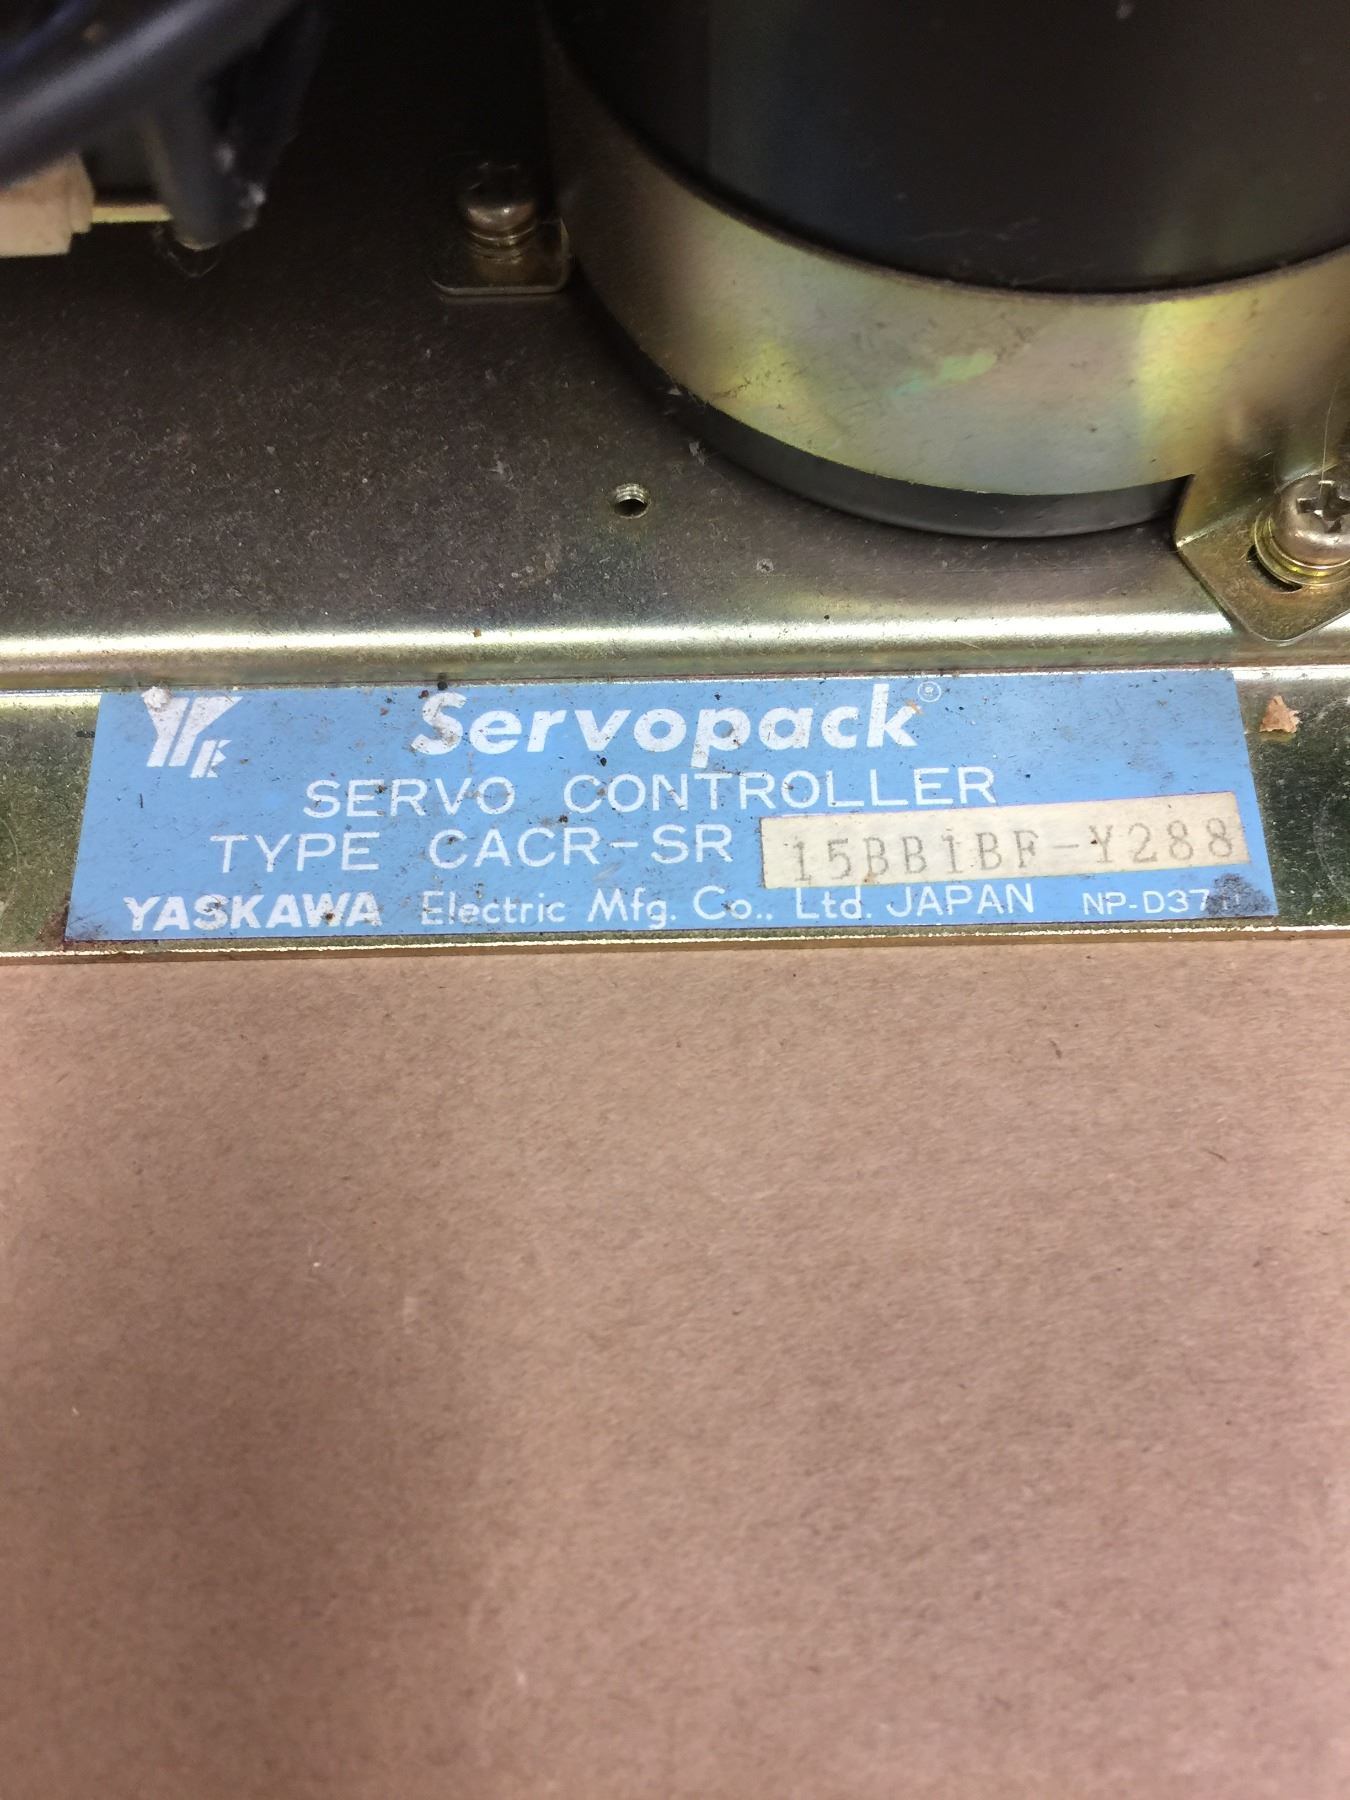 Servopack®
SERVO CONTROLLER
TYPE CACR-SR 15BB1BF-Y288
YASKAWA Electric Mfg. Co., Ltd. JAPAN